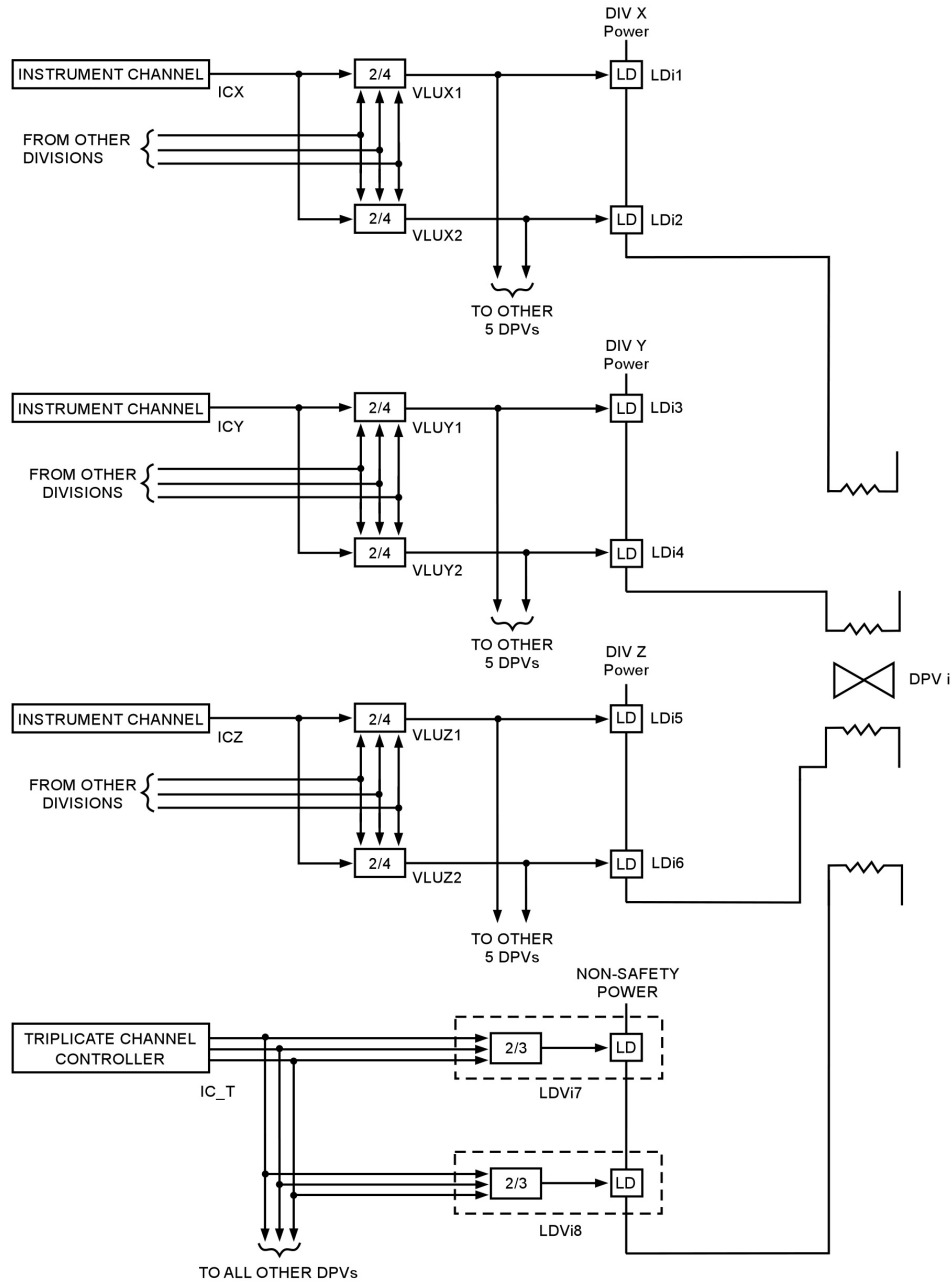 DIV X
Power
INSTRUMENT CHANNEL
ICX
2/4
VLUX1
LD
LDi1
FROM OTHER
DIVISIONS
2/4
VLUX2
LD
LDi2
TO OTHER
5 DPVs
DIV Y
Power
INSTRUMENT CHANNEL
ICY
2/4
VLUY1
LD
LDi3
FROM OTHER
DIVISIONS
2/4
VLUY2
LD
LDi4
TO OTHER
5 DPVs
DIV Z
Power
DPV i
INSTRUMENT CHANNEL
ICZ
2/4
VLUZ1
LD
LDi5
FROM OTHER
DIVISIONS
2/4
VLUZ2
LD
LDi6
TO OTHER
5 DPVs
NON-SAFETY
POWER
TRIPLICATE CHANNEL
CONTROLLER
IC_T
2/3
LD
LDVi7
2/3
LD
LDVi8
TO ALL OTHER DPVs